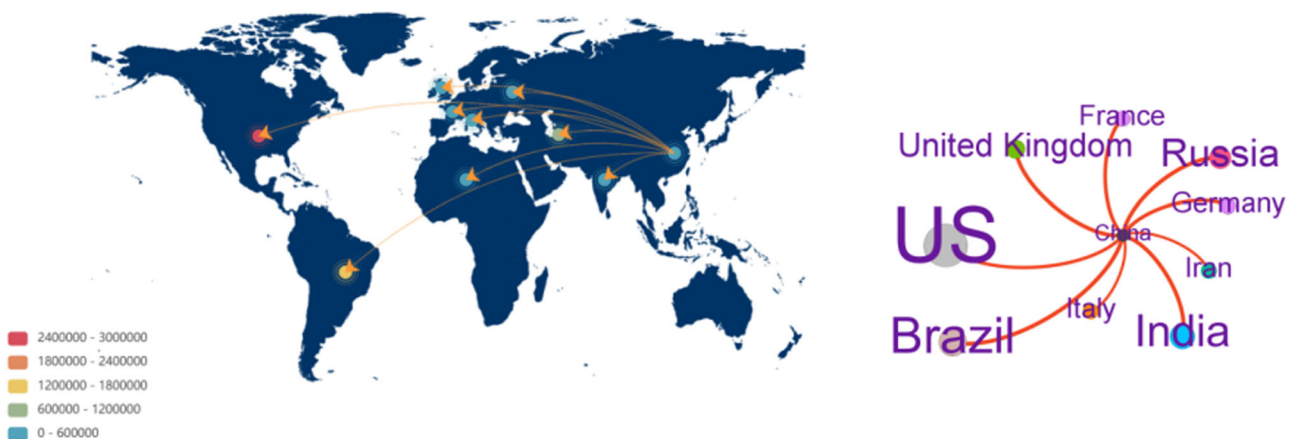 2400000 - 3000000
1800000 - 2400000
1200000 - 1800000
600000 - 1200000
0 - 600000
France
United Kingdom
Russia
US
Germany
China
Iran
Italy
Brazil
India